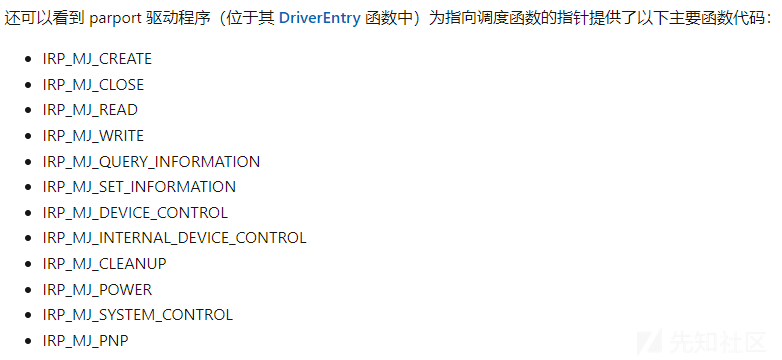 还可以看到 parport 驱动程序（位于其 DriverEntry 函数中）为指向调度函数的指针提供了以下主要函数代码：
• IRP_MJ_CREATE
• IRP_MJ_CLOSE
• IRP_MJ_READ
• IRP_MJ_WRITE
• IRP_MJ_QUERY_INFORMATION
• IRP_MJ_SET_INFORMATION
• IRP_MJ_DEVICE_CONTROL
• IRP_MJ_INTERNAL_DEVICE_CONTROL
• IRP_MJ_CLEANUP
• IRP_MJ_POWER
• IRP_MJ_SYSTEM_CONTROL
• IRP_MJ_PNP
先知社区